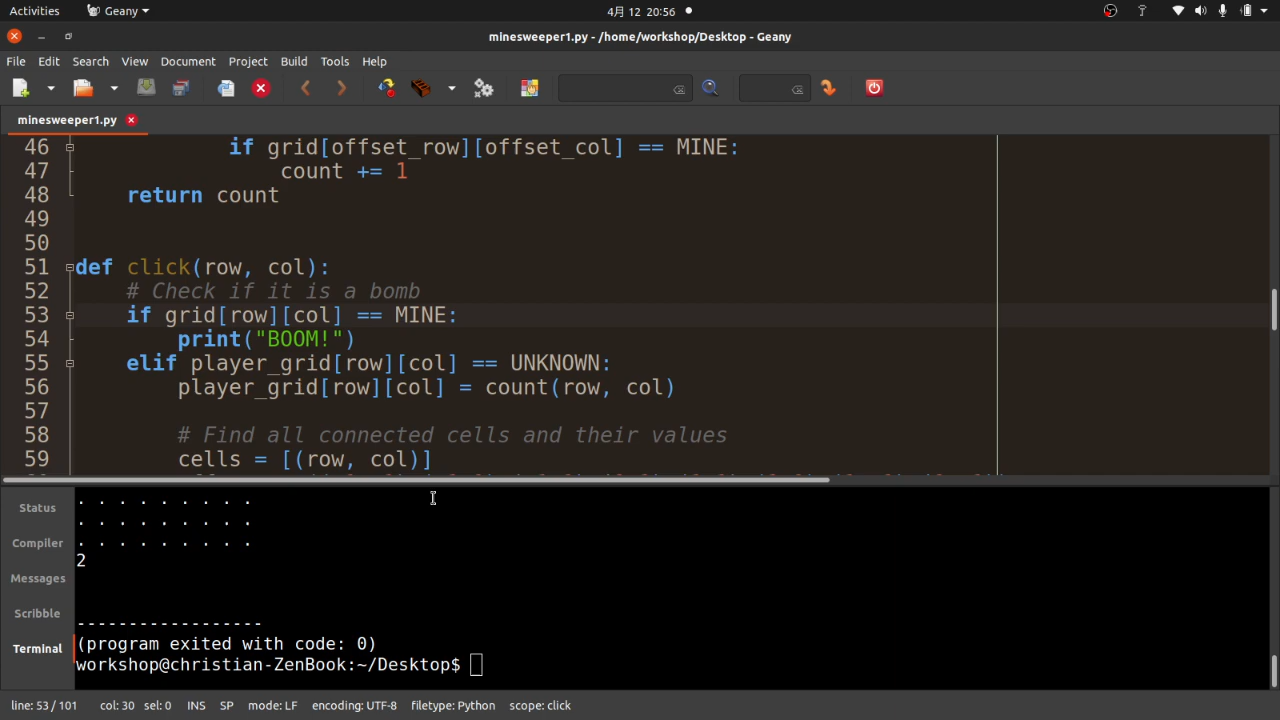 Activities Geany 4月 12 20:56
minesweeper1.py - /home/workshop/Desktop - Geany
File Edit Search View Document Project Build Tools Help
minesweeper1.py
46 if grid[offset_row][offset_col] == MINE:
47 count += 1
48 return count
49
50
51 def click(row, col):
52 # Check if it is a bomb
53 if grid[row][col] == MINE:
54 print("BOOM!")
55 elif player_grid[row][col] == UNKNOWN:
56 player_grid[row][col] = count(row, col)
57
58 # Find all connected cells and their values
59 cells = [(row, col)]
Status
Compiler
Messages
Scribble
Terminal
. . . . . . . . .
. . . . . . . . .
. . . . . . . . .
2
------------------
(program exited with code: 0)
workshop@christian-ZenBook:~/Desktop$
line: 53 / 101 col: 30 sel: 0 INS SP mode: LF encoding: UTF-8 filetype: Python scope: click